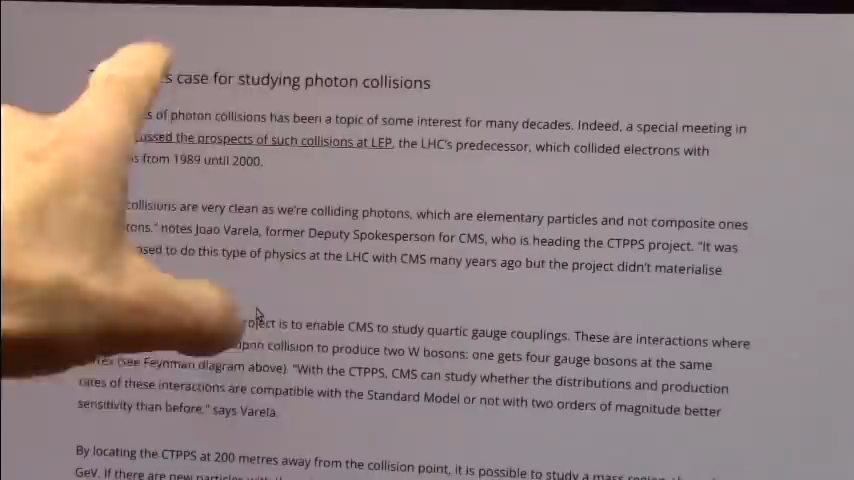 case for studying photon collisions
of photon collisions has been a topic of some interest for many decades. Indeed, a special meeting in
the prospects of such collisions at LEP, the LHC's predecessor, which collided electrons with
from 1989 until 2000.
collisions are very clean as we're colliding photons, which are elementary particles and not composite ones
notes Joao Varela, former Deputy Spokesperson for CMS, who is heading the CTPPS project. "It was
to do this type of physics at the LHC with CMS many years ago but the project didn't materialise
is to enable CMS to study quartic gauge couplings. These are interactions where
collision to produce two W bosons: one gets four gauge bosons at the same
(see Feynman diagram above). "With the CTPPS, CMS can study whether the distributions and production
rates of these interactions are compatible with the Standard Model or not with two orders of magnitude better
sensitivity than before," says Varela.
By locating the CTPPS at 200 metres away from the collision point, it is possible to study a mass region
GeV. If there are new particles